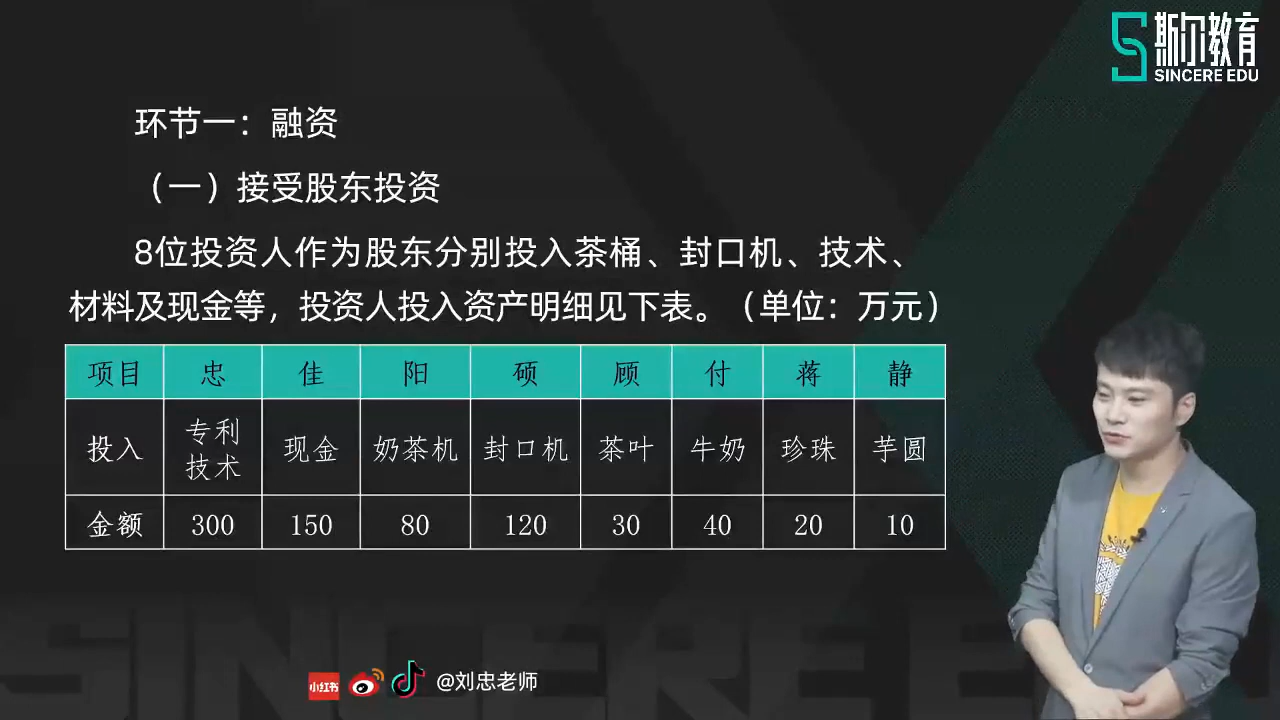 斯尔教育
SINCERE EDU
环节一：融资
（一）接受股东投资
8位投资人作为股东分别投入茶桶、封口机、技术、
材料及现金等，投资人投入资产明细见下表。（单位：万元）
项目 忠 佳 阳 硕 顾 付 蒋 静
投入 专利技术 现金 奶茶机 封口机 茶叶 牛奶 珍珠 芋圆
金额 300 150 80 120 30 40 20 10
SINCERE E
小红书 @刘忠老师